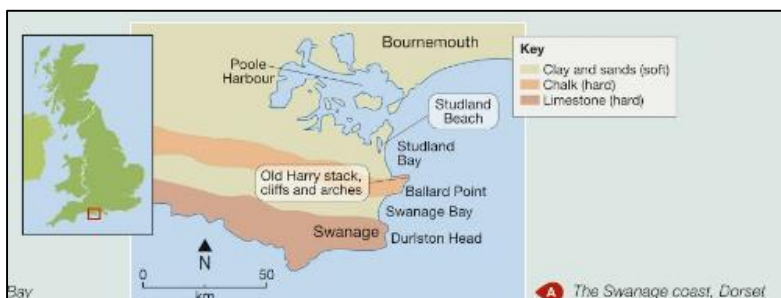 Bournemouth
Poole
Harbour
Key
Clay and sands (soft)
Chalk (hard)
Limestone (hard)
Studland
Beach
Studland
Bay
Old Harry stack,
cliffs and arches
Ballard Point
Swanage Bay
Swanage
Durlston Head
N
0
50
km
Bay
A
The Swanage coast, Dorset